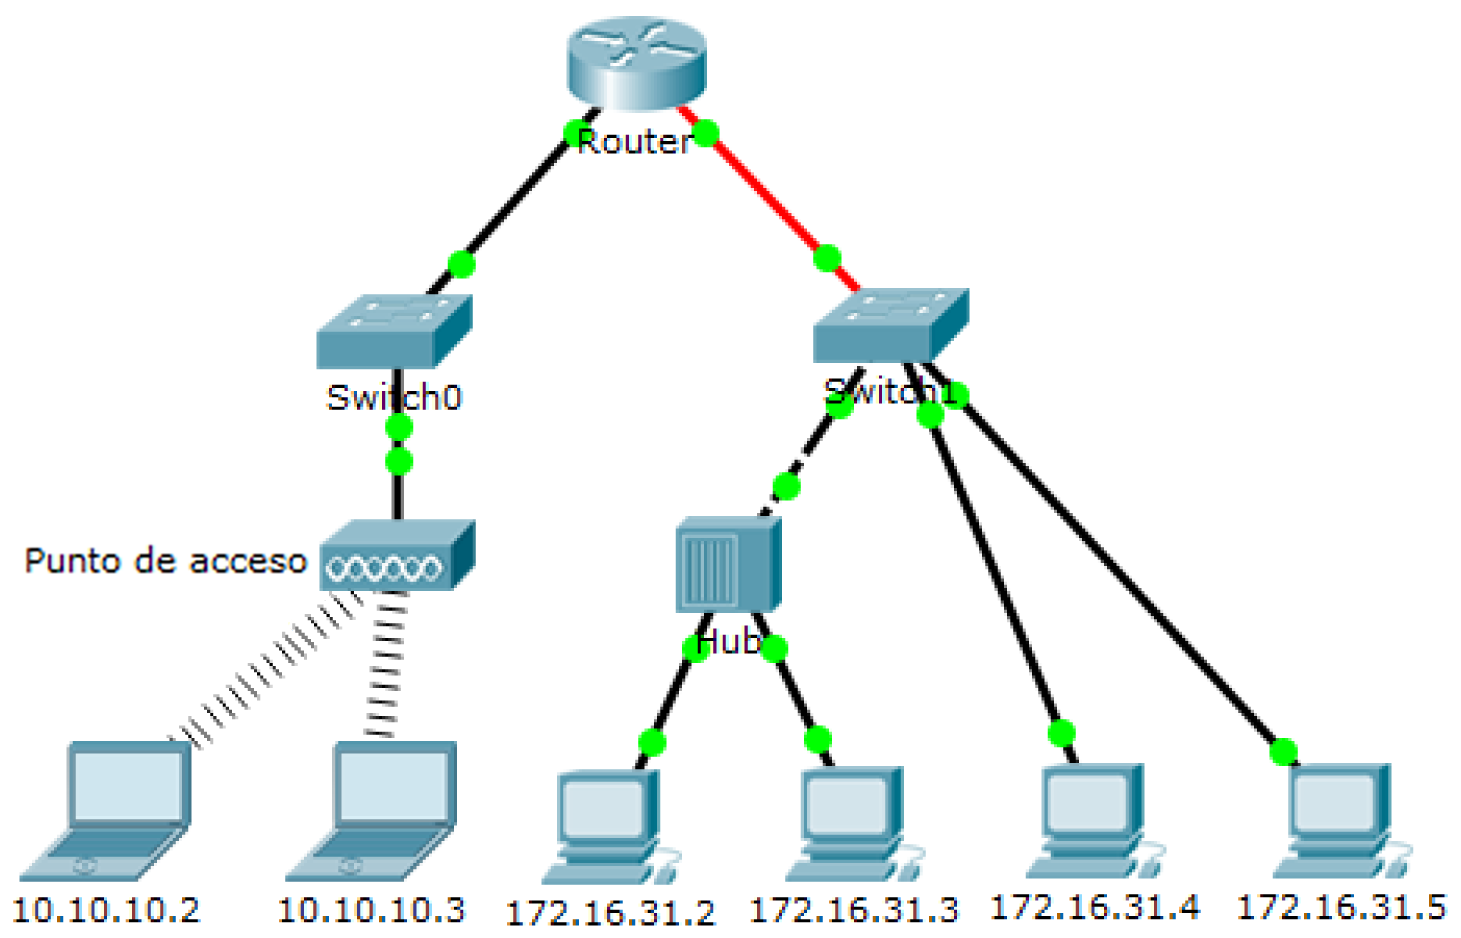 Router
Switch0
Switch1
Punto de acceso
Hub
10.10.10.2
10.10.10.3
172.16.31.2
172.16.31.3
172.16.31.4
172.16.31.5